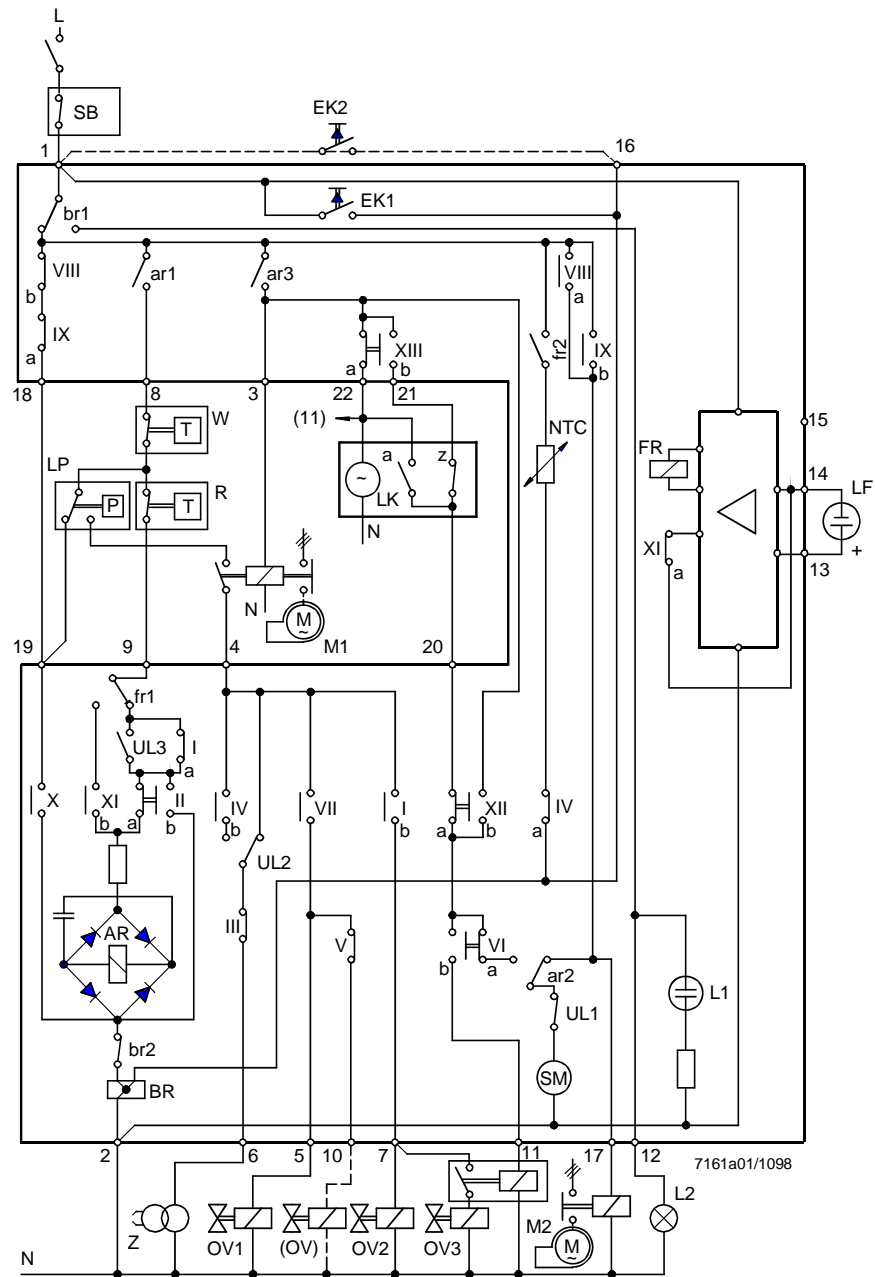 L
SB
EK2
1
16
EK1
br1
VIII
ar1
ar3
VIII
b
a
IX
XIII
fr2
IX
a
a
b
b
18
8
3
22
21
15
W
T
(11)
NTC
FR
14
LF
LP
a
z
R
~
LK
P
T
N
XI
+
a
13
N
M
~
M1
19
9
4
20
fr1
UL3
I
a
X
XI
II
IV
VII
I
XII
IV
b
a
b
b
b
a
b
a
UL2
III
AR
V
VI
b
a
ar2
L1
UL1
br2
SM
BR
2
6
5
10
7
11
17
12
7161a01/1098
L2
M2
Z
OV1
(OV)
OV2
OV3
M
~
N